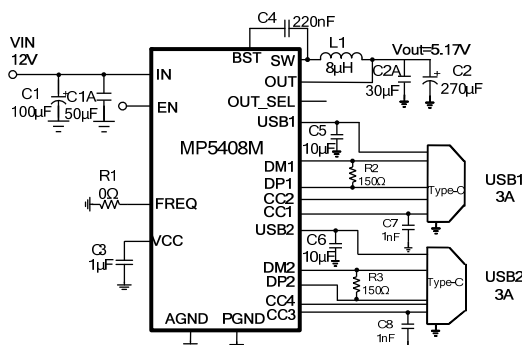 C4
220nF
VIN
12V
BST
SW
L1
8µH
Vout=5.17V
IN
OUT
C2A
30µF
C2
270µF
C1
100µF
C1A
50µF
EN
OUT_SEL
USB1
C5
10µF
MP5408M
DM1
R2
150Ω
DP1
Type-C
USB1
3A
CC2
CC1
R1
0Ω
FREQ
C7
1nF
USB2
C6
10µF
VCC
C3
1µF
DM2
R3
150Ω
DP2
Type-C
USB2
3A
CC4
CC3
AGND
PGND
C8
1nF